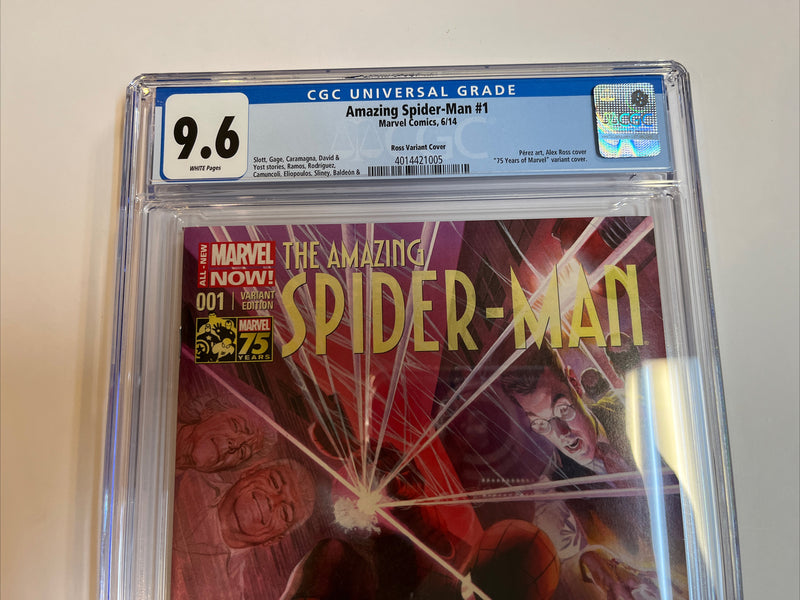 CGC UNIVERSAL GRADE
9.6
WHITE Pages
Amazing Spider-Man #1
Marvel Comics, 6/14
Ross Variant Cover
Slott, Gage, Caramagna, David &
Yost stories, Ramos, Rodriguez,
Camuncoli, Eliopoulos, Sliney, Baldeón &
4014421005
Pérez art, Alex Ross cover
"75 Years of Marvel" variant cover.
CGC
ALL-NEW
MARVEL
NOW!
001 | VARIANT
EDITION
MARVEL
75
YEARS
THE AMAZING
SPIDER-MAN